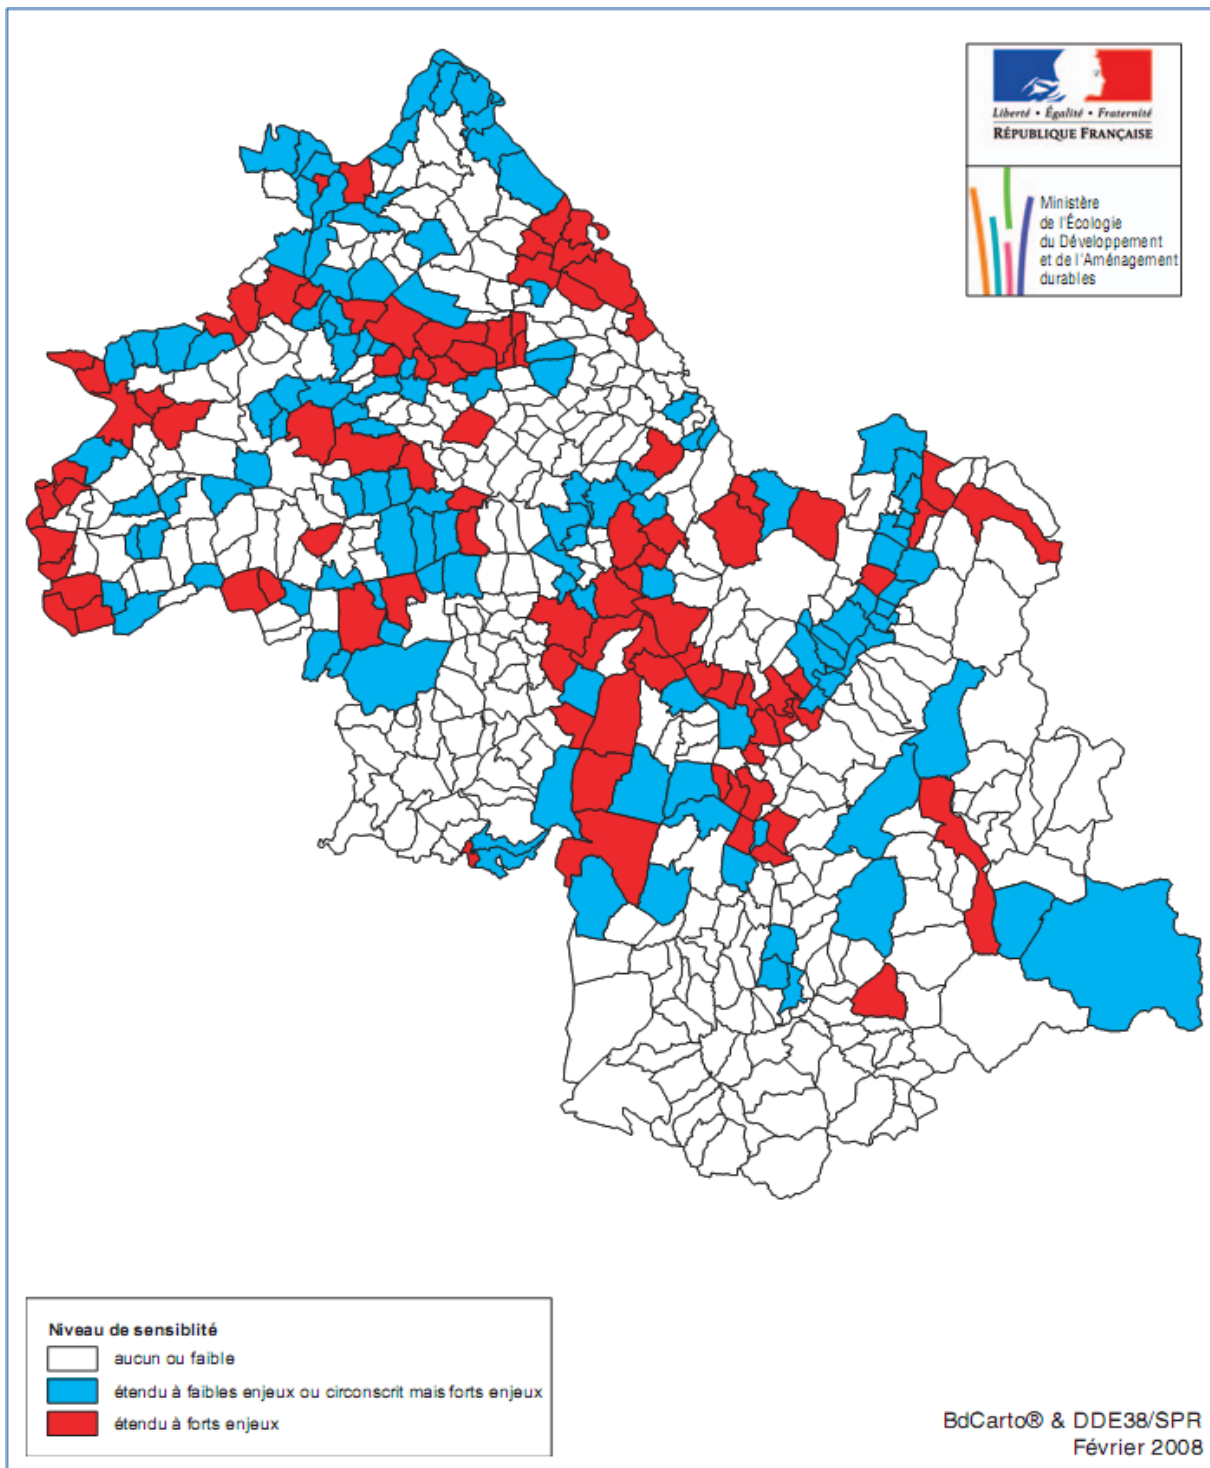 Liberté • Égalité • Fraternité
RÉPUBLIQUE FRANÇAISE
Ministère
de l'Écologie
du Développement
et de l'Aménagement
durables
Niveau de sensiblité
aucun ou faible
étendu à faibles enjeux ou circonscrit mais forts enjeux
étendu à forts enjeux
BdCarto® & DDE38/SPR
Février 2008